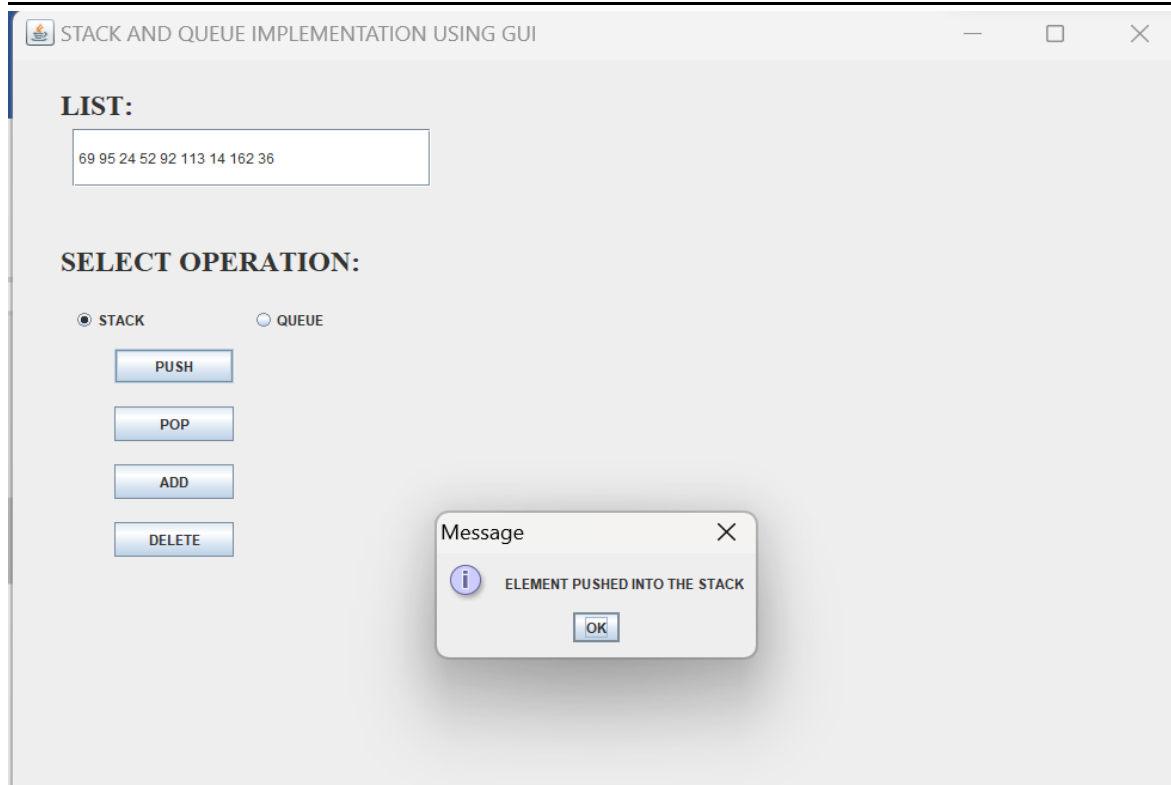 STACK AND QUEUE IMPLEMENTATION USING GUI
LIST:
69 95 24 52 92 113 14 162 36
SELECT OPERATION:
STACK QUEUE
PUSH
POP
ADD
DELETE
Message
ELEMENT PUSHED INTO THE STACK
OK